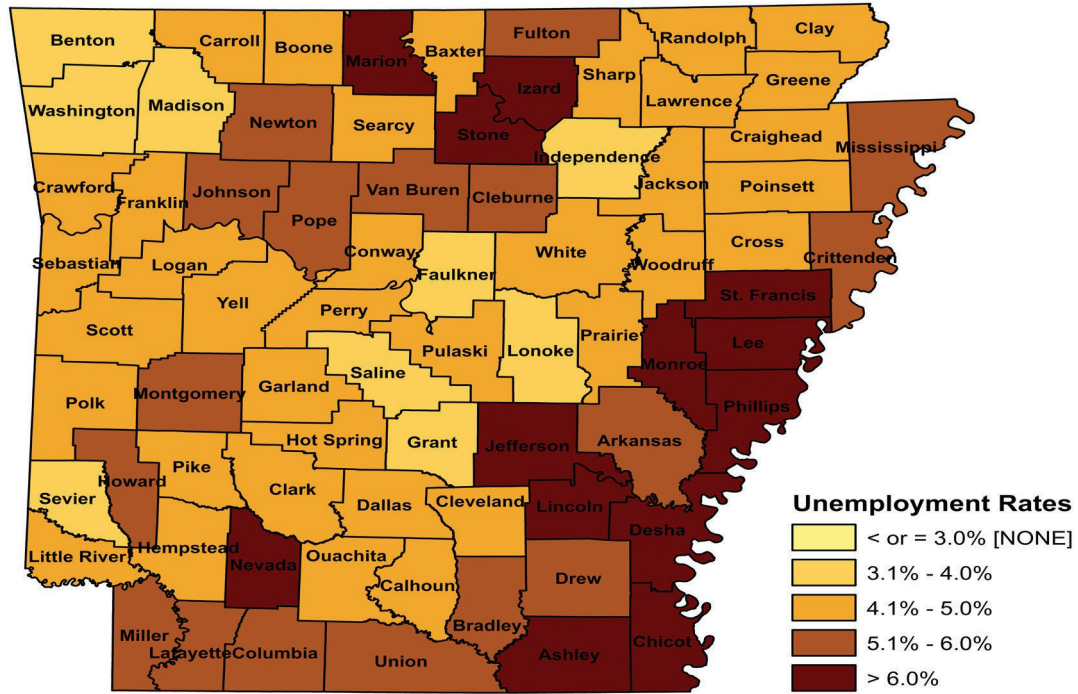 Benton
Carroll
Boone
Marion
Baxter
Fulton
Randolph
Clay
Sharp
Izard
Greene
Washington
Madison
Lawrence
Newton
Searcy
Stone
Craighead
Mississippi
Independence
Crawford
Franklin
Johnson
Pope
Van Buren
Cleburne
Jackson
Poinsett
Sebastian
Logan
Conway
White
Cross
Crittenden
Faulkner
Woodruff
Yell
Perry
St. Francis
Scott
Pulaski
Lonoke
Prairie
Lee
Saline
Monroe
Montgomery
Garland
Polk
Phillips
Hot Spring
Grant
Jefferson
Arkansas
Pike
Howard
Clark
Sevier
Dallas
Cleveland
Lincoln
Desha
Little River
Hempstead
Nevada
Ouachita
Calhoun
Drew
Miller
Lafayette
Columbia
Union
Bradley
Ashley
Chicot
Unemployment Rates
< or = 3.0% [NONE]
3.1% - 4.0%
4.1% - 5.0%
5.1% - 6.0%
> 6.0%